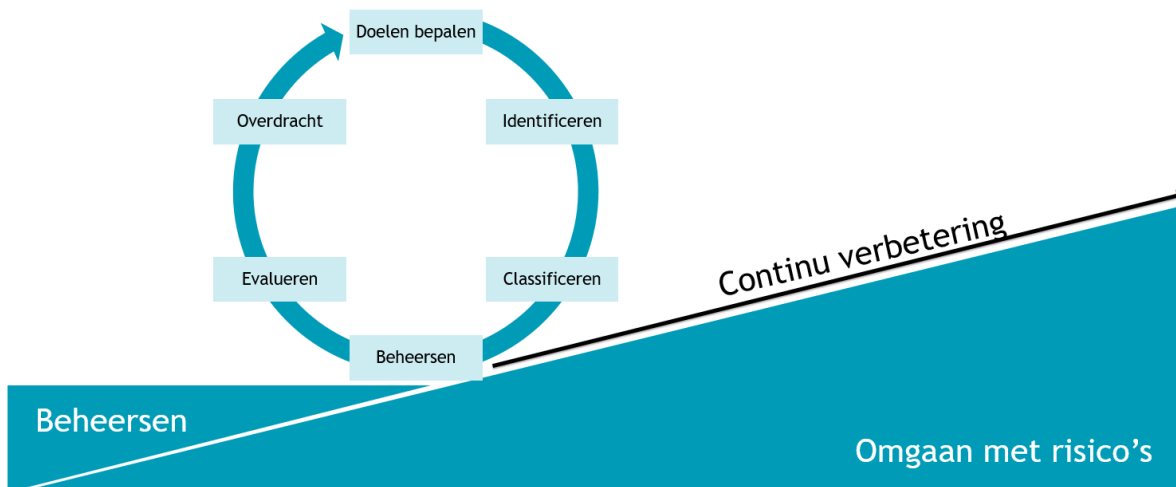 Doelen bepalen
Overdracht
Identificeren
Continu verbetering
Evalueren
Classificeren
Beheersen
Beheersen
Omgaan met risico’s